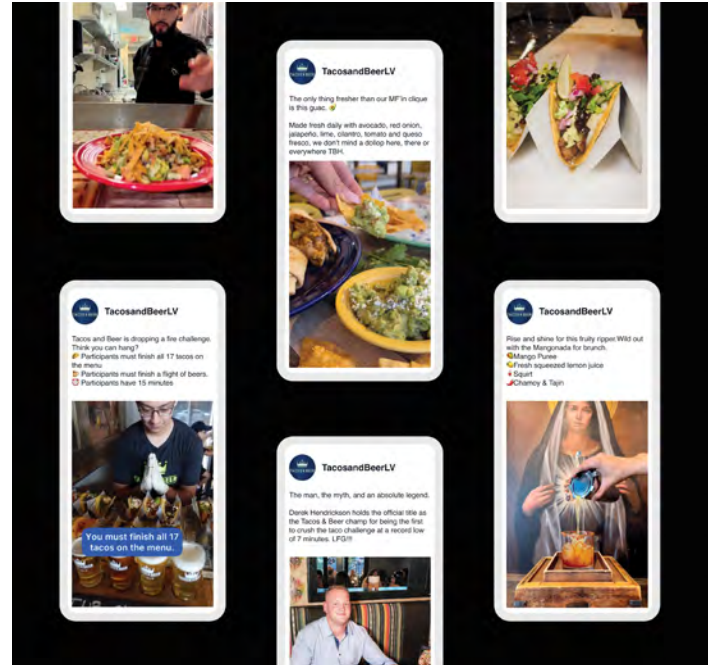 TacosandBeerLV
The only thing fresher than our MF'in clique
is this guac. 🥑
Made fresh daily with avocado, red onion,
jalapeño, lime, cilantro, tomato and queso
fresco, we don't mind a dollop here, there or
everywhere TBH.
TacosandBeerLV
Tacos and Beer is dropping a fire challenge.
Think you can hang?
🌮 Participants must finish all 17 tacos on
the menu
🍻 Participants must finish a flight of beers.
⏰ Participants have 15 minutes
You must finish all 17
tacos on the menu.
TacosandBeerLV
The man, the myth, and an absolute legend.
Derek Hendrickson holds the official title as
the Tacos & Beer champ for being the first
to crush the taco challenge at a record low
of 7 minutes. LFG!!!
TacosandBeerLV
Rise and shine for this fruity ripper.Wild out
with the Mangonada for brunch.
🥭Mango Puree
🍋Fresh squeezed lemon juice
🍹Squirt
🌶️Chamoy & Tajin